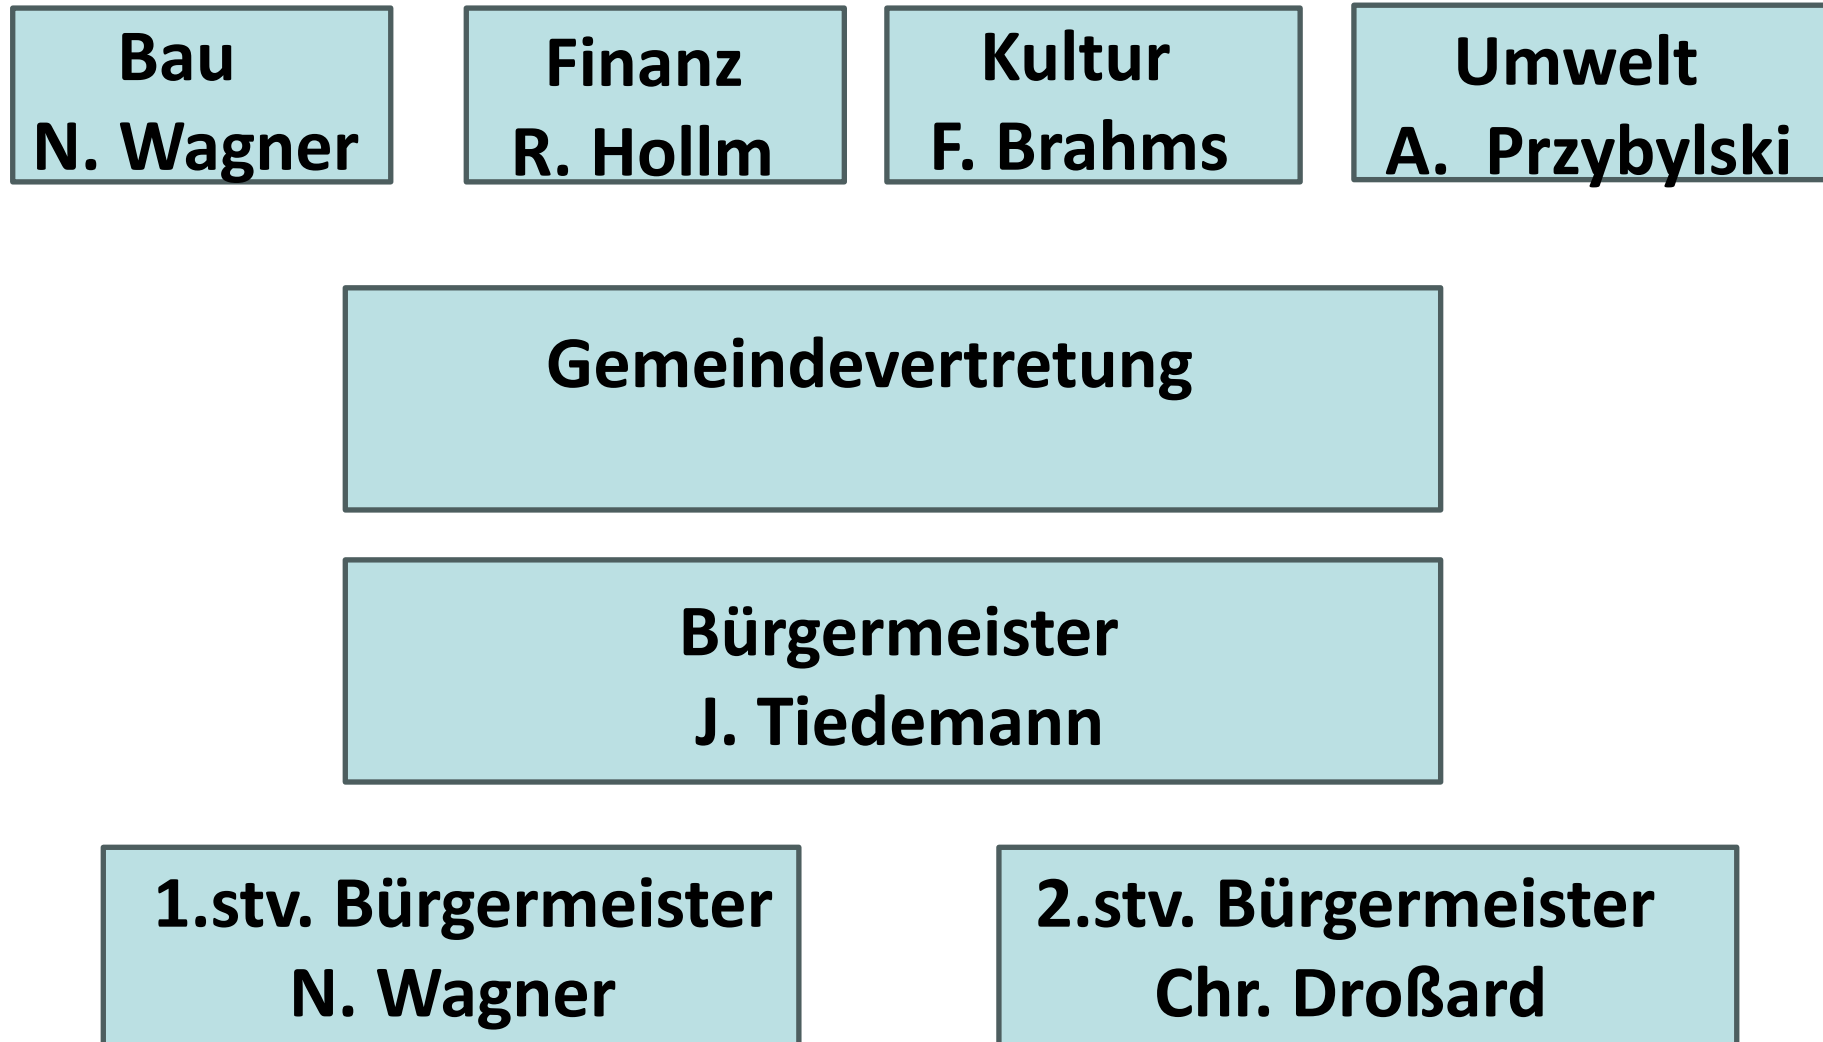 Bau
N. Wagner
Finanz
R. Hollm
Kultur
F. Brahms
Umwelt
A. Przybylski
Gemeindevertretung
Bürgermeister
J. Tiedemann
1.stv. Bürgermeister
N. Wagner
2.stv. Bürgermeister
Chr. Droßard